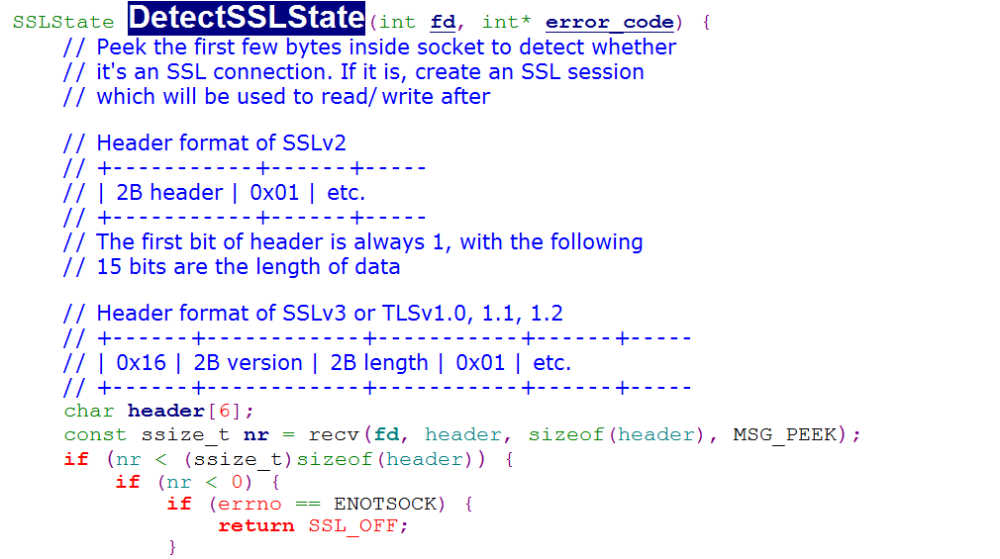 SSLState DetectSSLState(int fd, int* error_code) {
// Peek the first few bytes inside socket to detect whether
// it's an SSL connection. If it is, create an SSL session
// which will be used to read/write after
// Header format of SSLv2
// +-----------+------+-----
// | 2B header | 0x01 | etc.
// +-----------+------+-----
// The first bit of header is always 1, with the following
// 15 bits are the length of data
// Header format of SSLv3 or TLSv1.0, 1.1, 1.2
// +------+------------+-----------+------+-----
// | 0x16 | 2B version | 2B length | 0x01 | etc.
// +------+------------+-----------+------+-----
char header[6];
const ssize_t nr = recv(fd, header, sizeof(header), MSG_PEEK);
if (nr < (ssize_t)sizeof(header)) {
if (nr < 0) {
if (errno == ENOTSOCK) {
return SSL_OFF;
}